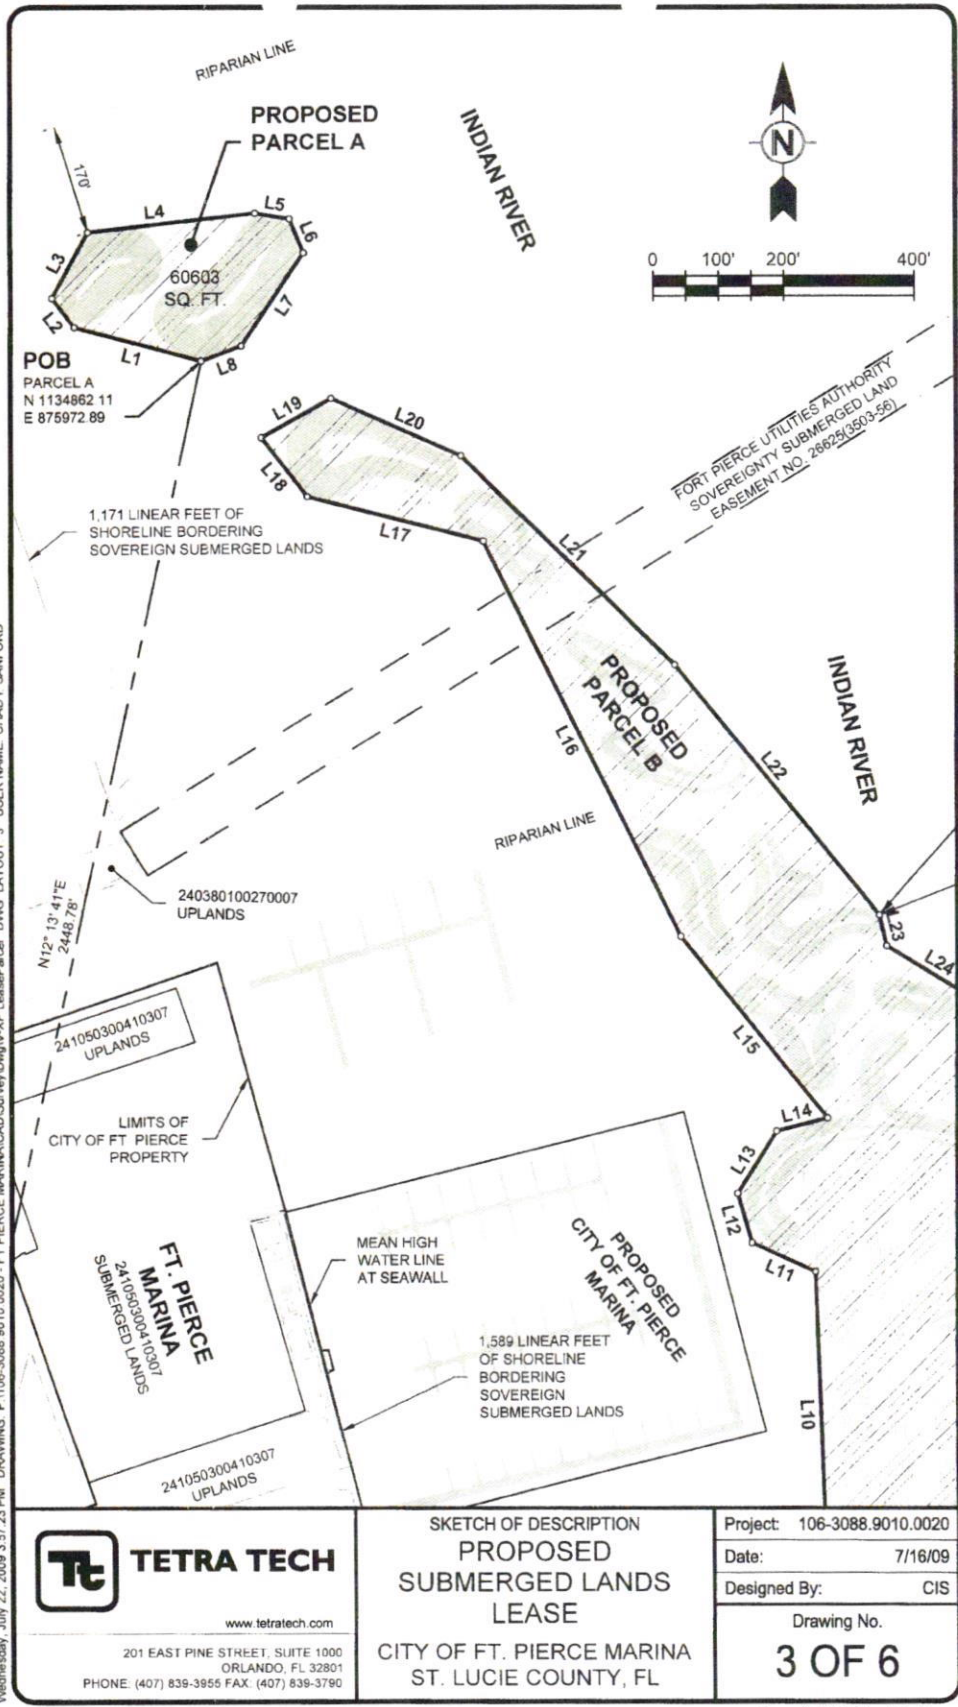 RIPARIAN LINE
PROPOSED
PARCEL A
INDIAN RIVER
N
170'
L4
L5
L6
L3
60603
SQ. FT.
L7
L2
L1
L8
0 100' 200' 400'
POB
PARCEL A
N 1134862.11
E 875972.89
L19
L20
FORT PIERCE UTILITIES AUTHORITY
SOVEREIGNTY SUBMERGED LAND
EASEMENT NO. 26625(3503-56)
L18
L17
1,171 LINEAR FEET OF
SHORELINE BORDERING
SOVEREIGN SUBMERGED LANDS
L21
PROPOSED
PARCEL B
INDIAN RIVER
L16
L22
RIPARIAN LINE
240380100270007
UPLANDS
N12° 13' 41"E
2448.78'
L23
L24
241050300410307
UPLANDS
L15
LIMITS OF
CITY OF FT. PIERCE
PROPERTY
L14
L13
L12
L11
MEAN HIGH
WATER LINE
AT SEAWALL
PROPOSED
CITY OF FT. PIERCE
MARINA
FT. PIERCE
MARINA
241050300410307
SUBMERGED LANDS
1,589 LINEAR FEET
OF SHORELINE
BORDERING
SOVEREIGN
SUBMERGED LANDS
L10
241050300410307
UPLANDS
Wednesday, July 22, 2009 3:57:23 PM
Tt TETRA TECH
www.tetratech.com
201 EAST PINE STREET, SUITE 1000
ORLANDO, FL 32801
PHONE: (407) 839-3955 FAX: (407) 839-3790
SKETCH OF DESCRIPTION
PROPOSED
SUBMERGED LANDS
LEASE
CITY OF FT. PIERCE MARINA
ST. LUCIE COUNTY, FL
Project: 106-3088.9010.0020
Date: 7/16/09
Designed By: CIS
Drawing No.
3 OF 6